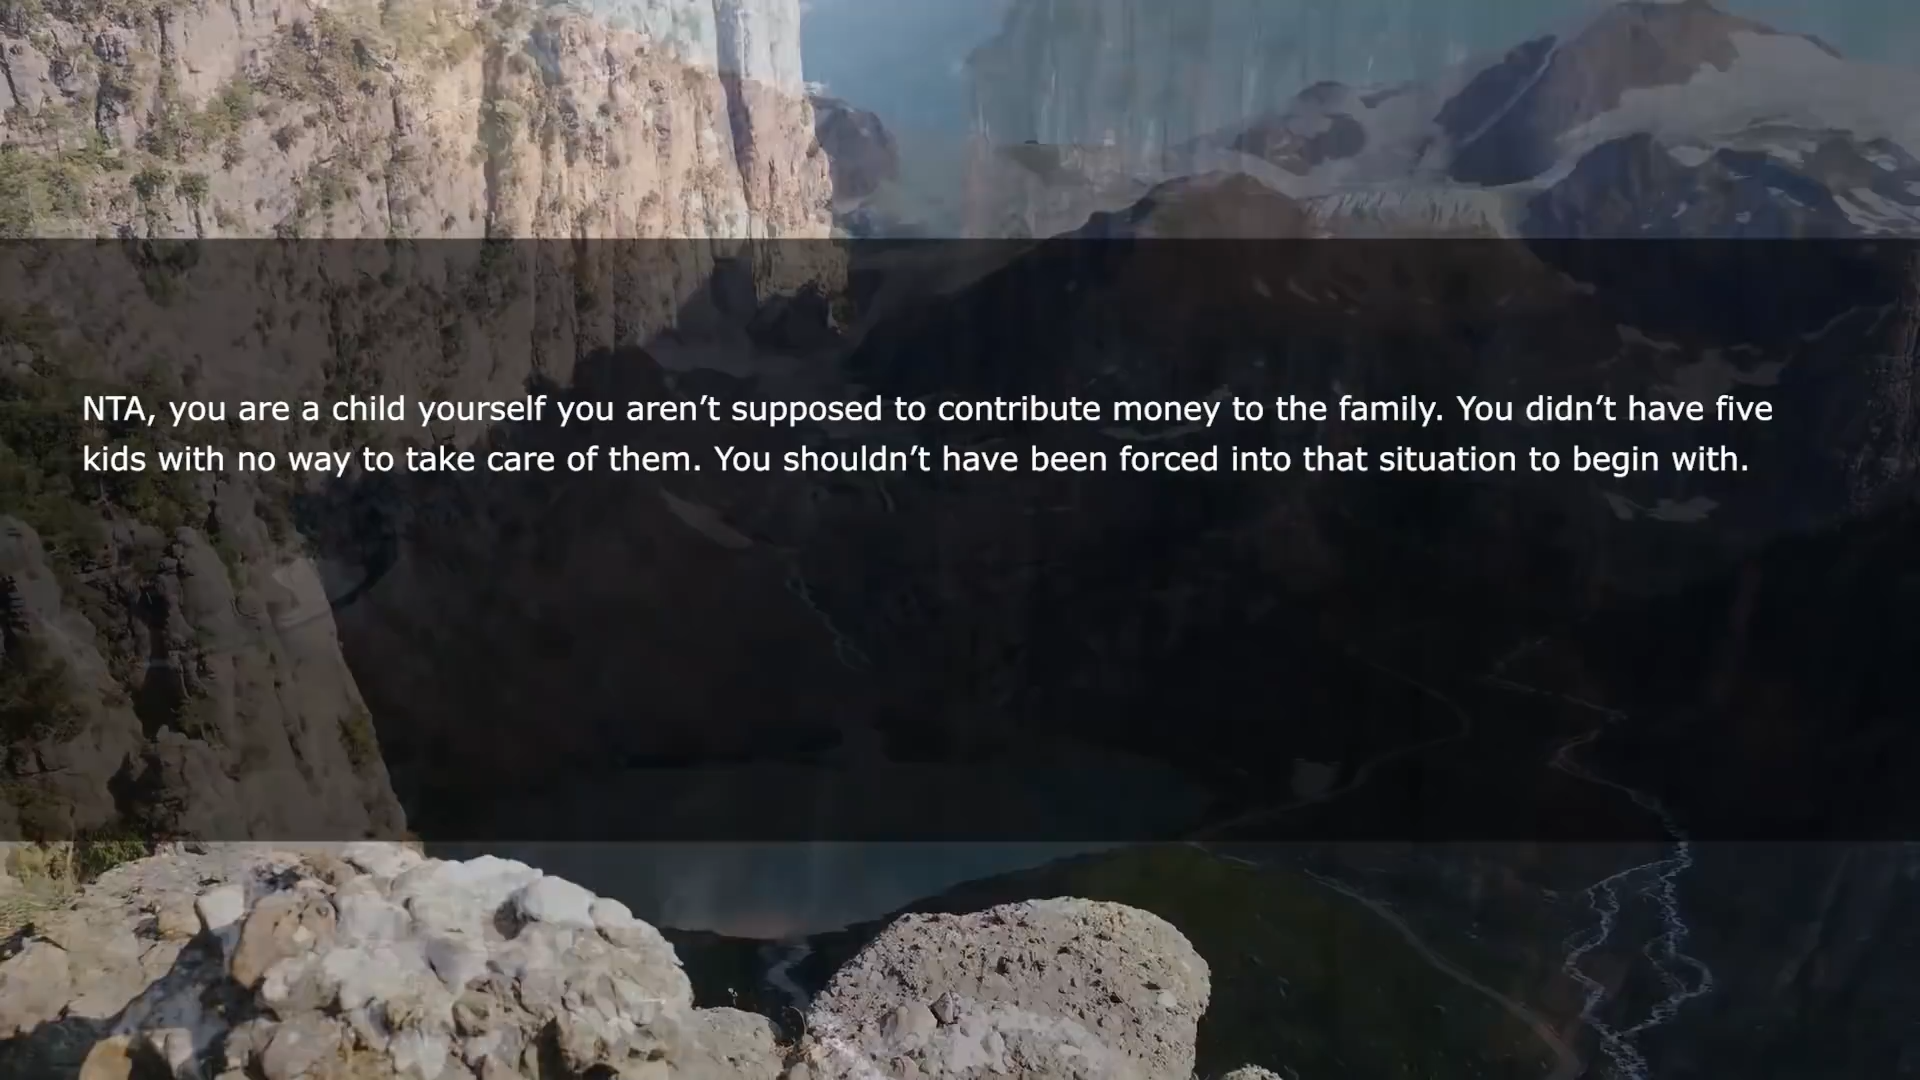 NTA, you are a child yourself you aren’t supposed to contribute money to the family. You didn’t have five
kids with no way to take care of them. You shouldn’t have been forced into that situation to begin with.